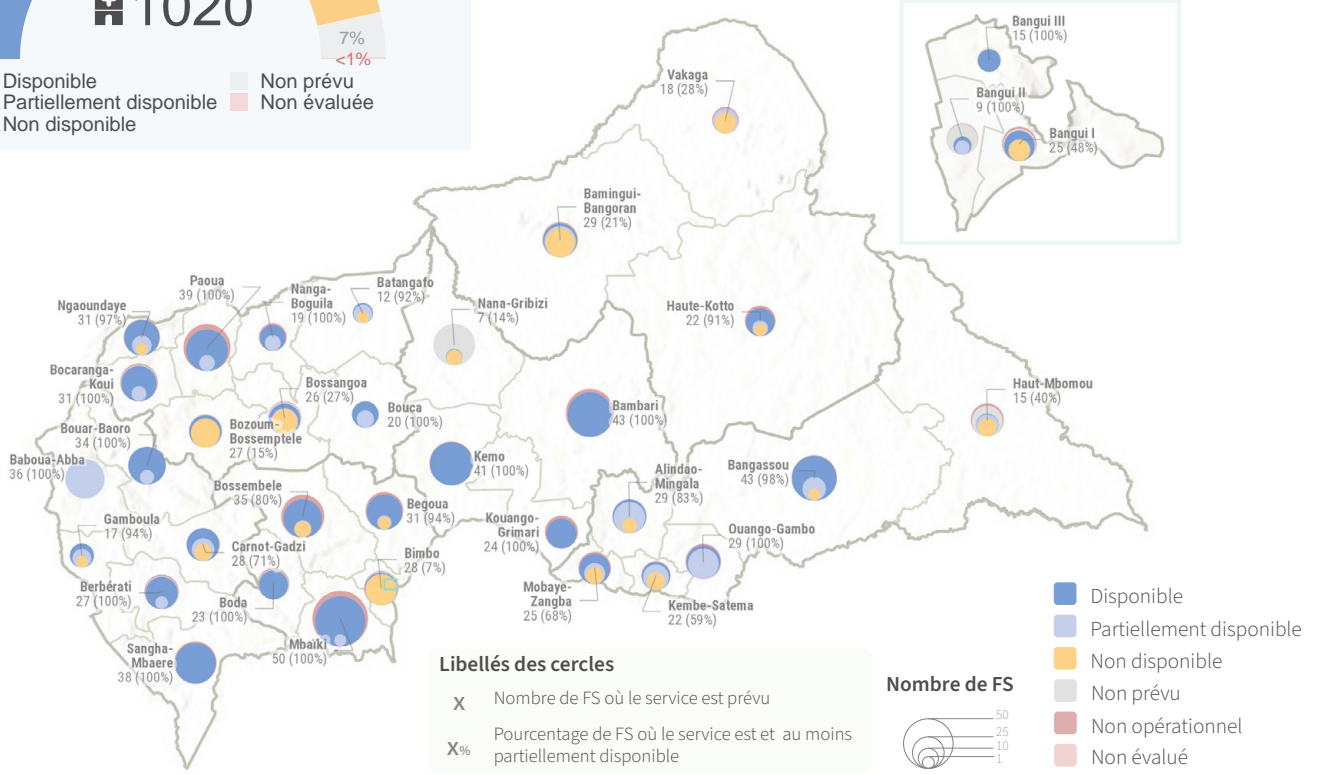 1020
7%
<1%
Disponible
Non prévu
Partiellement disponible
Non évaluée
Non disponible
Bangui III
15 (100%)
Bangui II
9 (100%)
Bangui I
25 (48%)
Vakaga
18 (28%)
Bamingui-
Bangoran
29 (21%)
Paoua
39 (100%)
Nanga-
Boguila
19 (100%)
Batangafo
12 (92%)
Ngaoundaye
31 (97%)
Nana-Gribizi
7 (14%)
Haute-Kotto
22 (91%)
Bocaranga-
Koui
31 (100%)
Bossangoa
26 (27%)
Bouca
20 (100%)
Bambari
43 (100%)
Haut-Mbomou
15 (40%)
Bouar-Baoro
34 (100%)
Bozoum-
Bossemptele
27 (15%)
Baboua-Abba
36 (100%)
Kemo
41 (100%)
Alindao-
Mingala
29 (83%)
Bangassou
43 (98%)
Bossembele
35 (80%)
Begoua
31 (94%)
Gamboula
17 (94%)
Kouango-
Grimari
24 (100%)
Ouango-Gambo
29 (100%)
Carnot-Gadzi
28 (71%)
Bimbo
28 (7%)
Berbérati
27 (100%)
Boda
23 (100%)
Mobaye-
Zangba
25 (68%)
Kembe-Satema
22 (59%)
Mbaïki
50 (100%)
Sangha-
Mbaere
38 (100%)
Libellés des cercles
X Nombre de FS où le service est prévu
X% Pourcentage de FS où le service est et au moins
partiellement disponible
Nombre de FS
50
25
10
1
Disponible
Partiellement disponible
Non disponible
Non prévu
Non opérationnel
Non évalué